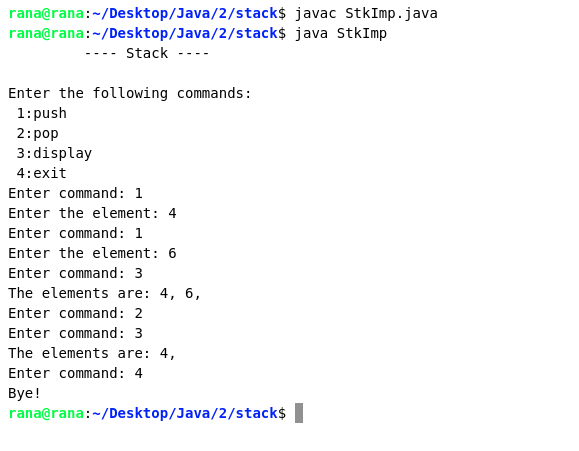 rana@rana:~/Desktop/Java/2/stack$ javac StkImp.java
rana@rana:~/Desktop/Java/2/stack$ java StkImp
         ---- Stack ----

Enter the following commands:
 1:push
 2:pop
 3:display
 4:exit
Enter command: 1
Enter the element: 4
Enter command: 1
Enter the element: 6
Enter command: 3
The elements are: 4, 6,
Enter command: 2
Enter command: 3
The elements are: 4,
Enter command: 4
Bye!
rana@rana:~/Desktop/Java/2/stack$